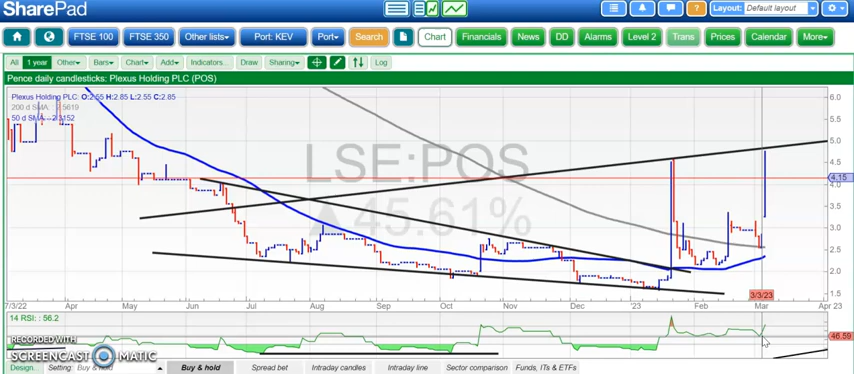 SharePad
Layout: Default layout
FTSE 100 FTSE 350 Other lists Port: KEV Port Search Chart Financials News DD Alarms Level 2 Trans Prices Calendar More
All 1 year Other Bars Chart Add Indicators... Draw Sharing Log
Pence daily candlesticks: Plexus Holding PLC (POS)
Plexus Holding PLC: O:2.55 H:2.85 L:2.55 C:2.85
200 d SMA
50 d SMA
LSE:POS
45.61%
6.0
5.5
5.0
4.5
4.15
4.0
3.5
3.0
2.5
2.0
1.5
7/3/22 Apr May Jun Jul Aug Sep Oct Nov Dec '23 Feb Mar Apr 23
3/3/23
14 RSI: 56.2
46.59
RECORDED WITH
SCREENCAST MATIC
Design... Setting: Buy & hold Buy & hold Spread bet Intraday candles Intraday line Sector comparison Funds, ITs & ETFs